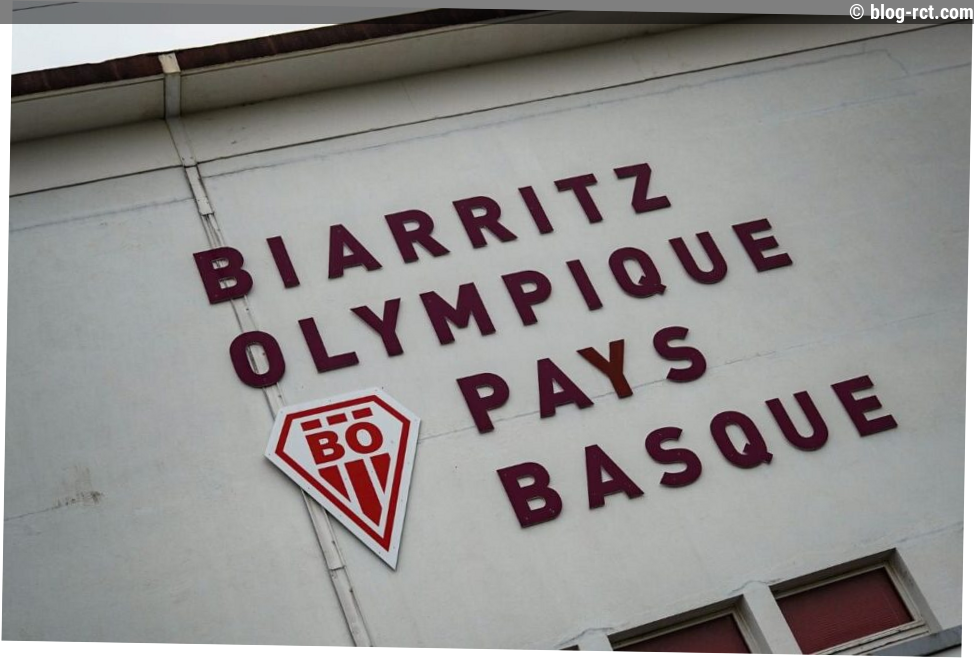 © blog-rct.com
BIARRITZ
OLYMPIQUE
PAYS
BASQUE
BO